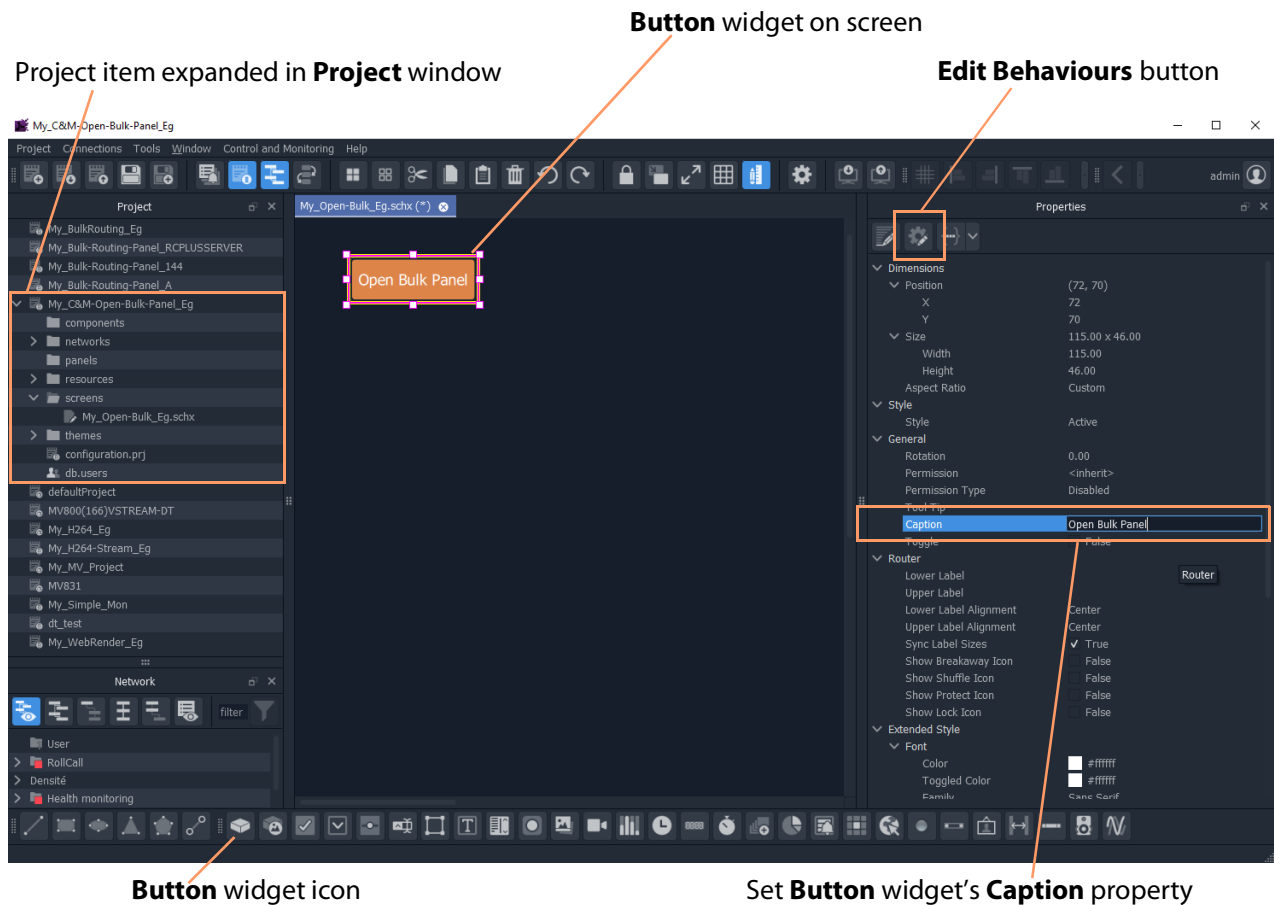 Button widget on screen
Project item expanded in Project window
Edit Behaviours button
My_C&M-Open-Bulk-Panel_Eg
Project Connections Tools Window Control and Monitoring Help
admin
Project
My_BulkRouting_Eg
My_Bulk-Routing-Panel_RCPLUSSERVER
My_Bulk-Routing-Panel_144
My_Bulk-Routing-Panel_A
My_C&M-Open-Bulk-Panel_Eg
components
networks
panels
resources
screens
My_Open-Bulk_Eg.schx
themes
configuration.prj
db.users
defaultProject
MV800(166)VSTREAM-DT
My_H264_Eg
My_H264-Stream_Eg
My_MV_Project
MV831
My_Simple_Mon
dt_test
My_WebRender_Eg
Network
filter
User
RollCall
Densité
Health monitoring
My_Open-Bulk_Eg.schx (*)
Open Bulk Panel
Properties
Dimensions
Position (72, 70)
X 72
Y 70
Size 115.00 x 46.00
Width 115.00
Height 46.00
Aspect Ratio Custom
Style
Style Active
General
Rotation 0.00
Permission <inherit>
Permission Type Disabled
Tool Tip
Caption Open Bulk Panel
Toggle False
Router
Lower Label
Router
Upper Label
Lower Label Alignment Center
Upper Label Alignment Center
Sync Label Sizes True
Show Breakaway Icon False
Show Shuffle Icon False
Show Protect Icon False
Show Lock Icon False
Extended Style
Font
Color #ffffff
Toggled Color #ffffff
Family Sans Serif
Button widget icon
Set Button widget's Caption property